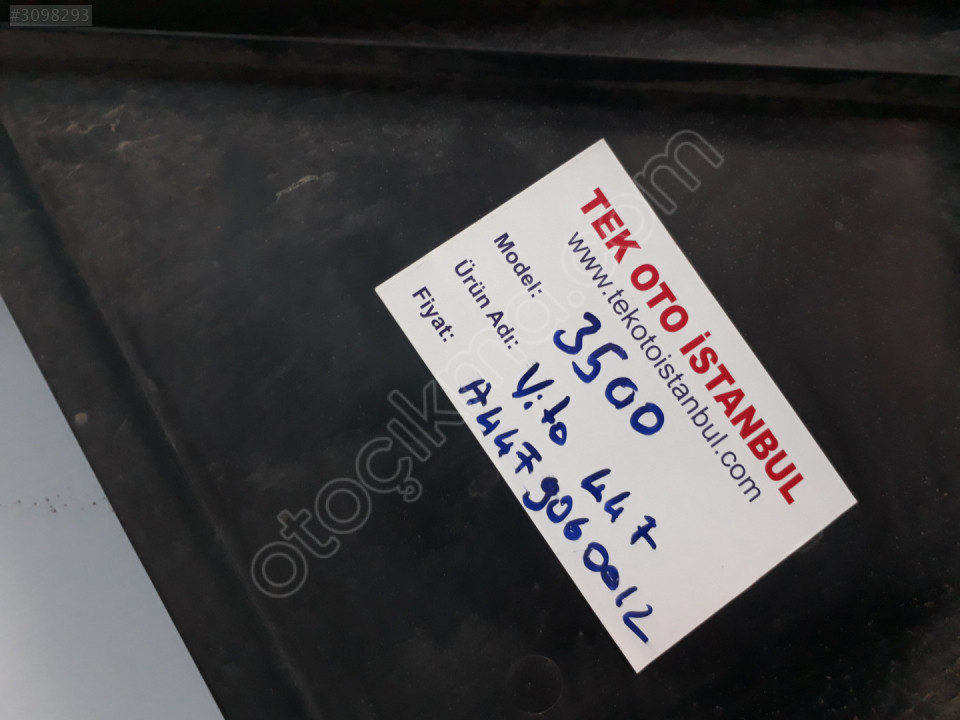 #3098293
TEK OTO İSTANBUL
www.tekotoistanbul.com
Model: 3500
Ürün Adı: Vito 447
Fiyat: A4479060012
otoçıkma.com